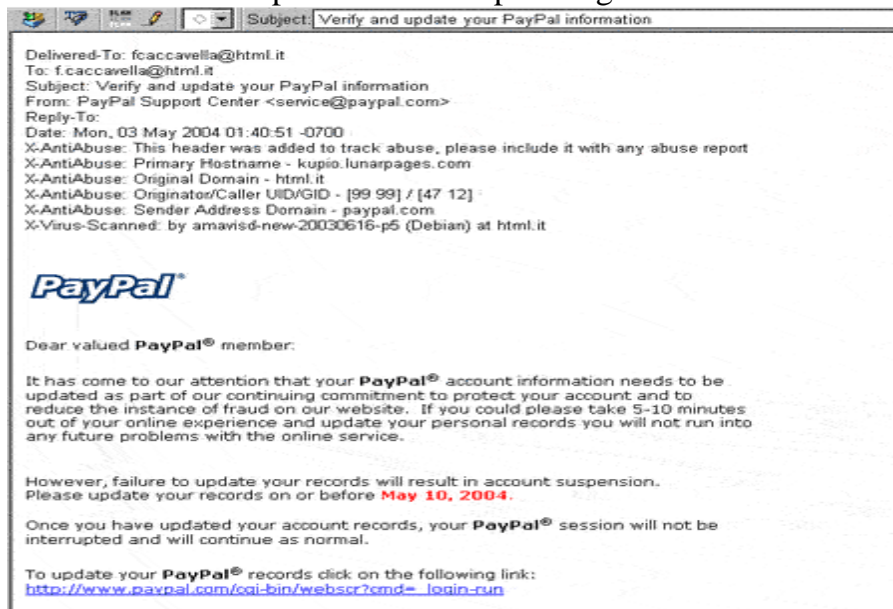 Subject: Verify and update your PayPal information
Delivered-To: fcaccavella@html.it
To: f.caccavella@html.it
Subject: Verify and update your PayPal information
From: PayPal Support Center <service@paypal.com>
Reply-To:
Date: Mon, 03 May 2004 01:40:51 -0700
X-AntiAbuse: This header was added to track abuse, please include it with any abuse report
X-AntiAbuse: Primary Hostname - kupio.lunarpages.com
X-AntiAbuse: Original Domain - html.it
X-AntiAbuse: Originator/Caller UID/GID - [99 99] / [47 12]
X-AntiAbuse: Sender Address Domain - paypal.com
X-Virus-Scanned: by amavisd-new-20030616-p5 (Debian) at html.it
PayPal®
Dear valued PayPal® member:
It has come to our attention that your PayPal® account information needs to be
updated as part of our continuing commitment to protect your account and to
reduce the instance of fraud on our website. If you could please take 5-10 minutes
out of your online experience and update your personal records you will not run into
any future problems with the online service.
However, failure to update your records will result in account suspension.
Please update your records on or before May 10, 2004.
Once you have updated your account records, your PayPal® session will not be
interrupted and will continue as normal.
To update your PayPal® records click on the following link:
http://www.paypal.com/cgi-bin/webscr?cmd=_login-run